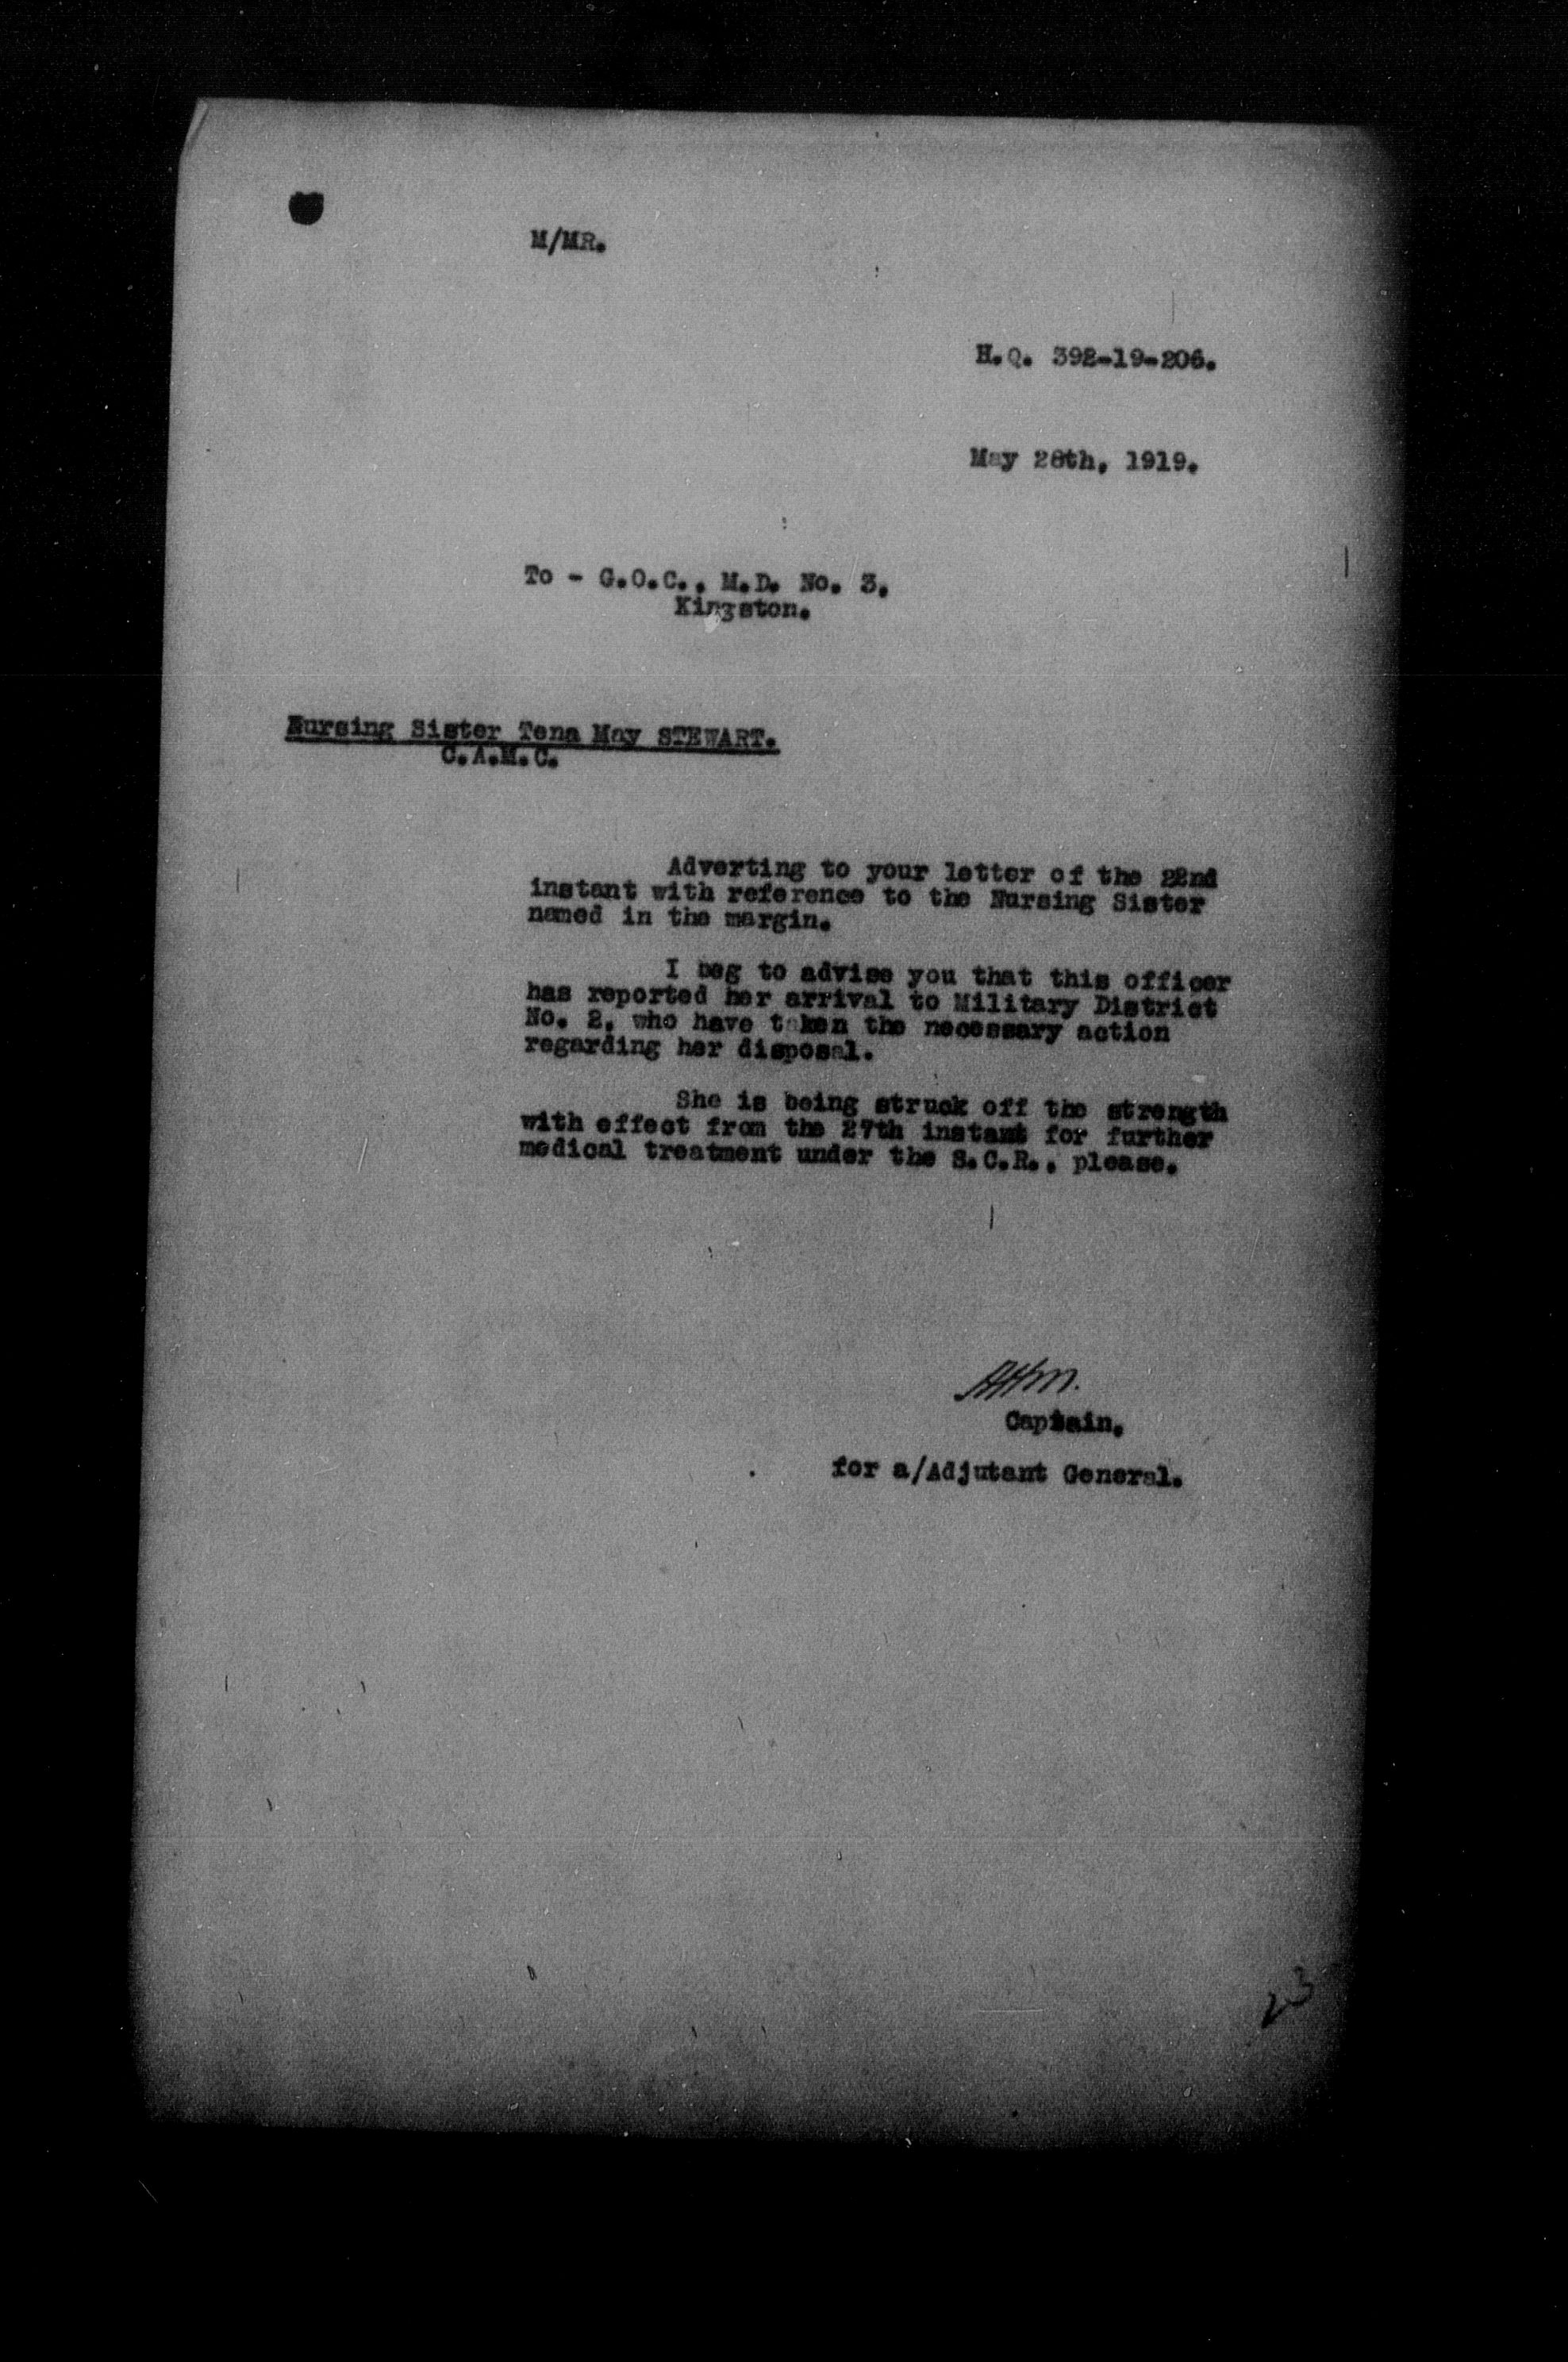 M/MR.
H.Q. 392-19-206.
May 28th, 1919.
To - G.O.C., M.D. No. 3,
Kingston.
Nursing Sister Tena May STEWART.
C.A.M.C.
Adverting to your letter of the 22nd
instant with reference to the Nursing Sister
named in the margin.
I beg to advise you that this officer
has reported her arrival to Military District
No. 2, who have taken the necessary action
regarding her disposal.
She is being struck off the strength
with effect from the 27th instant for further
medical treatment under the S.C.R., please.
Captain,
for a/Adjutant General.
23